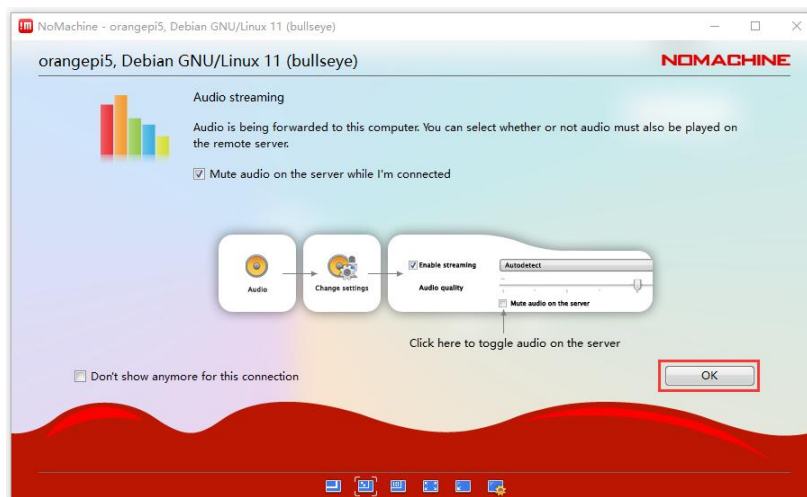 NoMachine - orangepi5, Debian GNU/Linux 11 (bullseye)
orangepi5, Debian GNU/Linux 11 (bullseye)
NOMACHINE
Audio streaming
Audio is being forwarded to this computer. You can select whether or not audio must also be played on
the remote server.
Mute audio on the server while I'm connected
Enable streaming
Autodetect
Audio
Change settings
Audio quality
Mute audio on the server
Click here to toggle audio on the server
Don't show anymore for this connection
OK